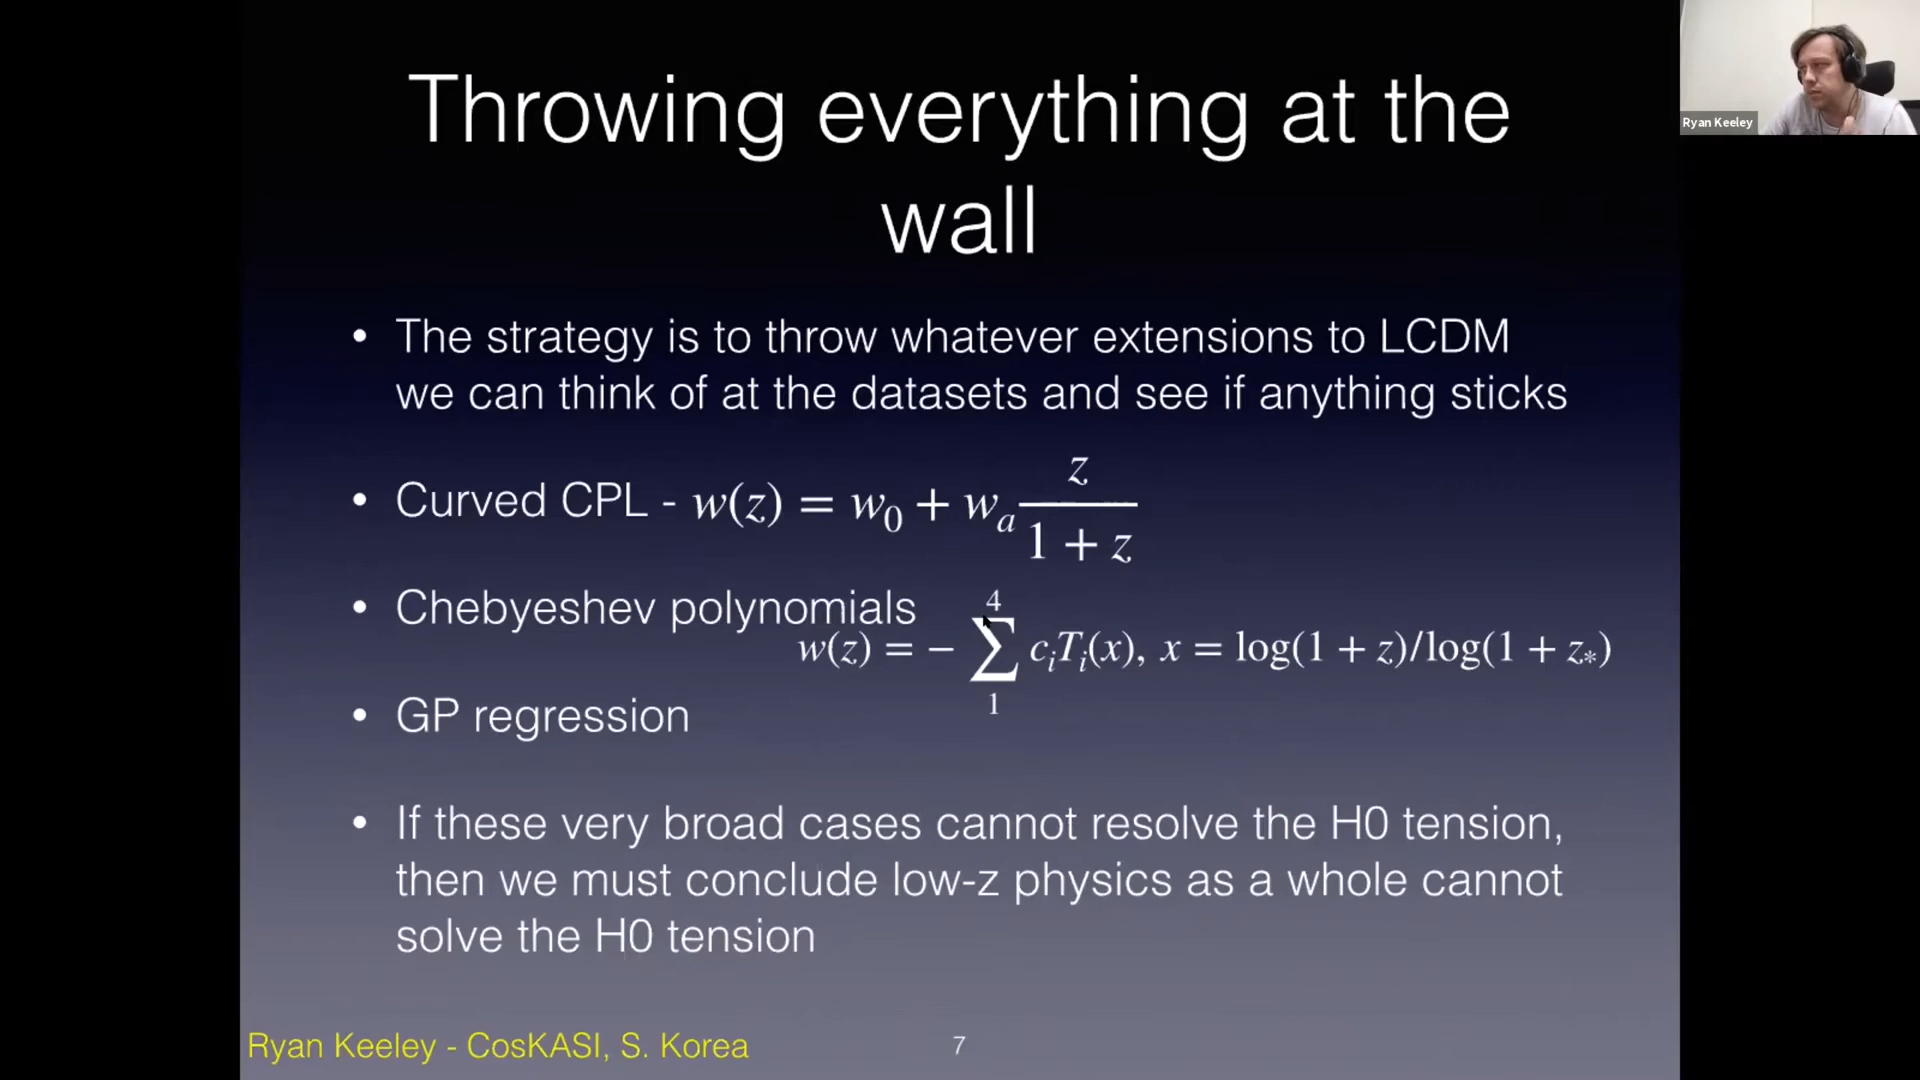 Throwing everything at the
wall
Ryan Keeley
• The strategy is to throw whatever extensions to LCDM
we can think of at the datasets and see if anything sticks
• Curved CPL - w(z) = w₀ + wₐ z / (1 + z)
• Chebyeshev polynomials
w(z) = − ∑₁⁴ cᵢTᵢ(x), x = log(1 + z)/log(1 + z*)
• GP regression
• If these very broad cases cannot resolve the H0 tension,
then we must conclude low-z physics as a whole cannot
solve the H0 tension
Ryan Keeley - CosKASI, S. Korea
7